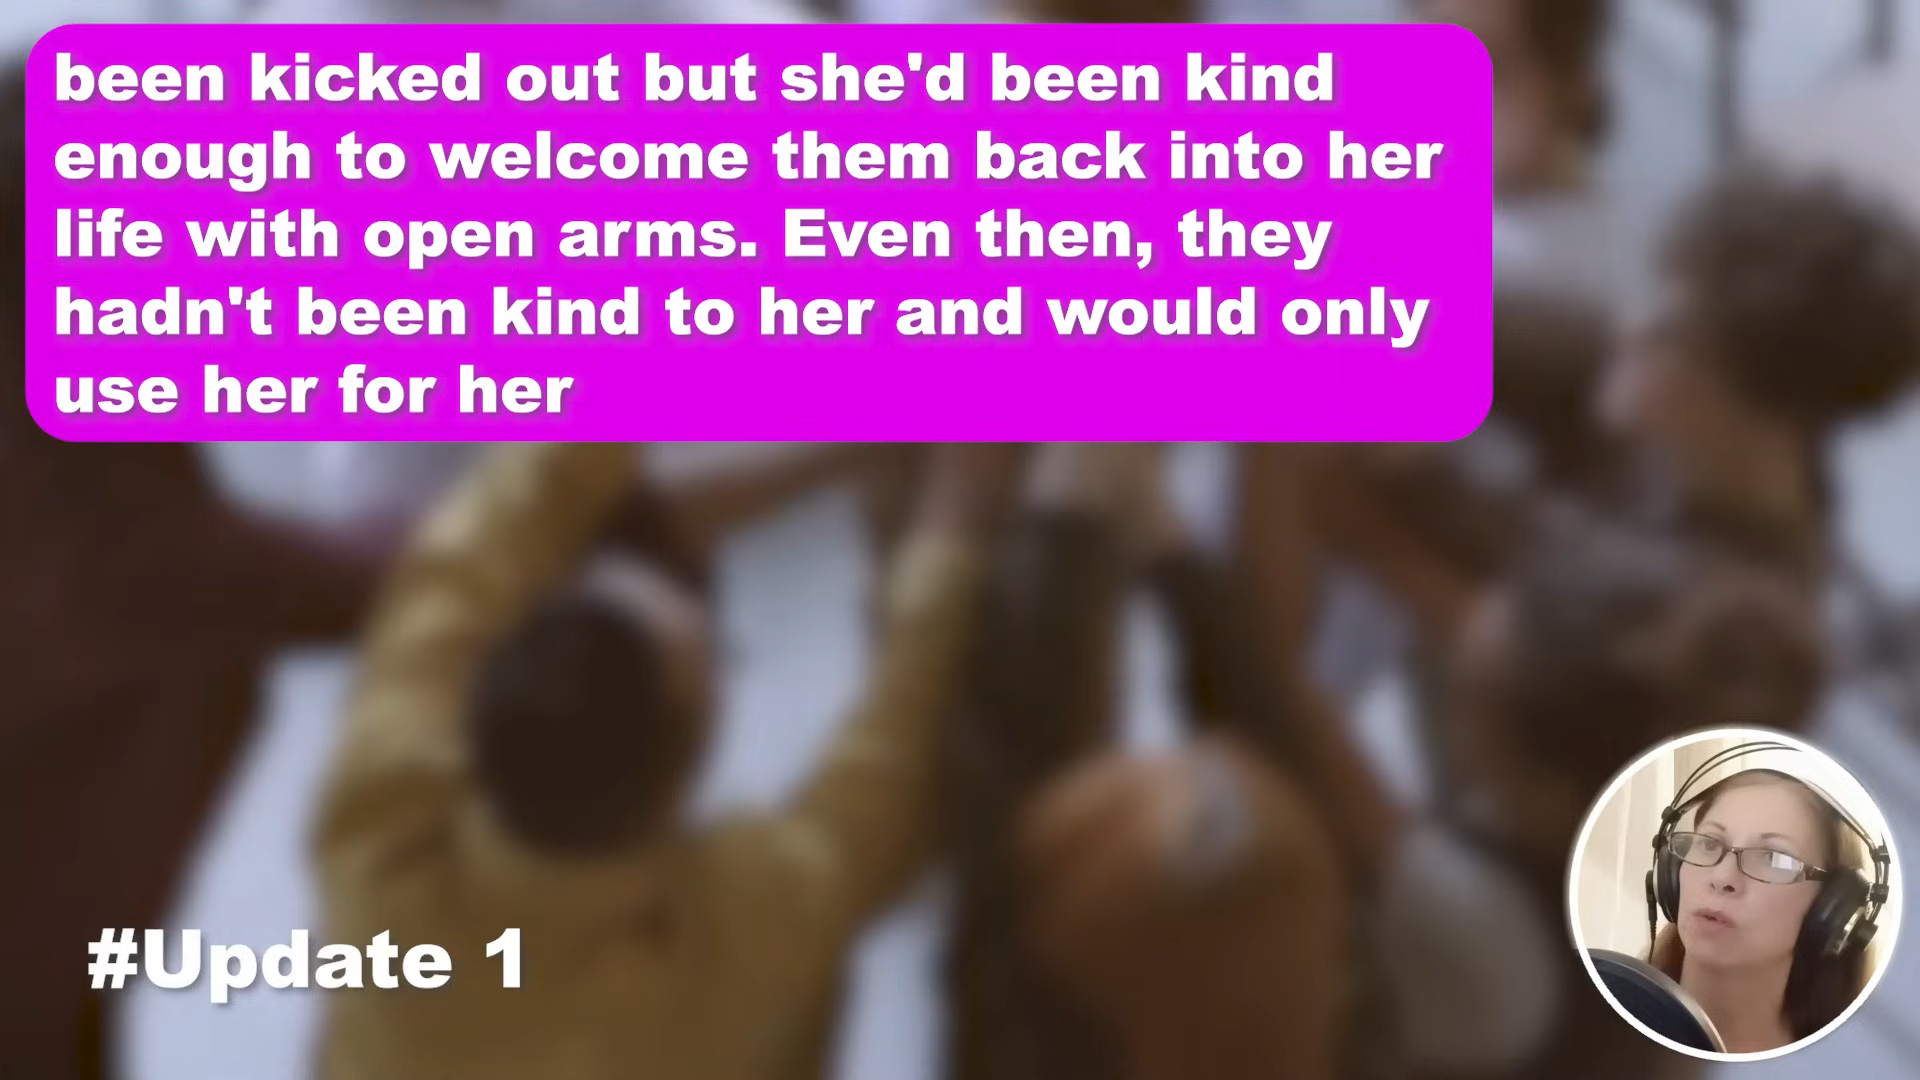 been kicked out but she'd been kind
enough to welcome them back into her
life with open arms. Even then, they
hadn't been kind to her and would only
use her for her
#Update 1